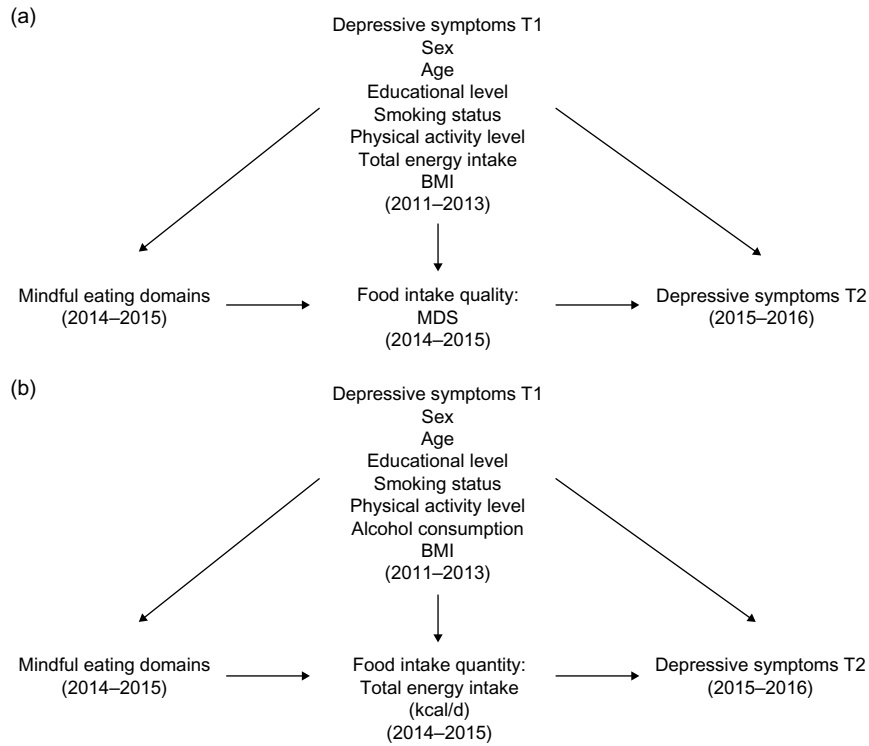 (a)
Depressive symptoms T1
Sex
Age
Educational level
Smoking status
Physical activity level
Total energy intake
BMI
(2011–2013)
Mindful eating domains
(2014–2015)
Food intake quality:
MDS
(2014–2015)
Depressive symptoms T2
(2015–2016)
(b)
Depressive symptoms T1
Sex
Age
Educational level
Smoking status
Physical activity level
Alcohol consumption
BMI
(2011–2013)
Mindful eating domains
(2014–2015)
Food intake quantity:
Total energy intake
(kcal/d)
(2014–2015)
Depressive symptoms T2
(2015–2016)